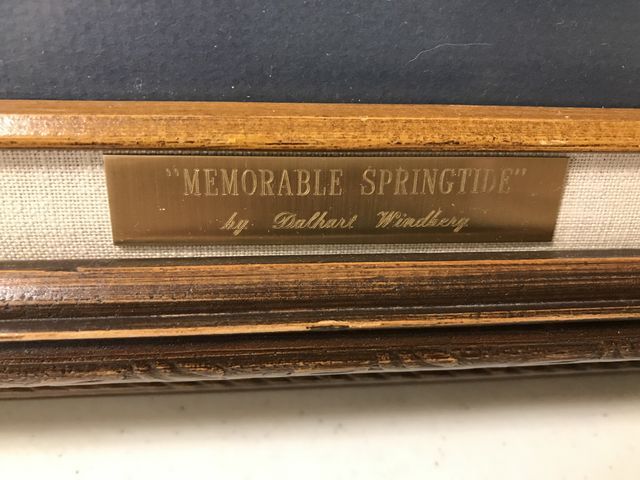 "MEMORABLE SPRINGTIDE"
by Dalhart Windberg